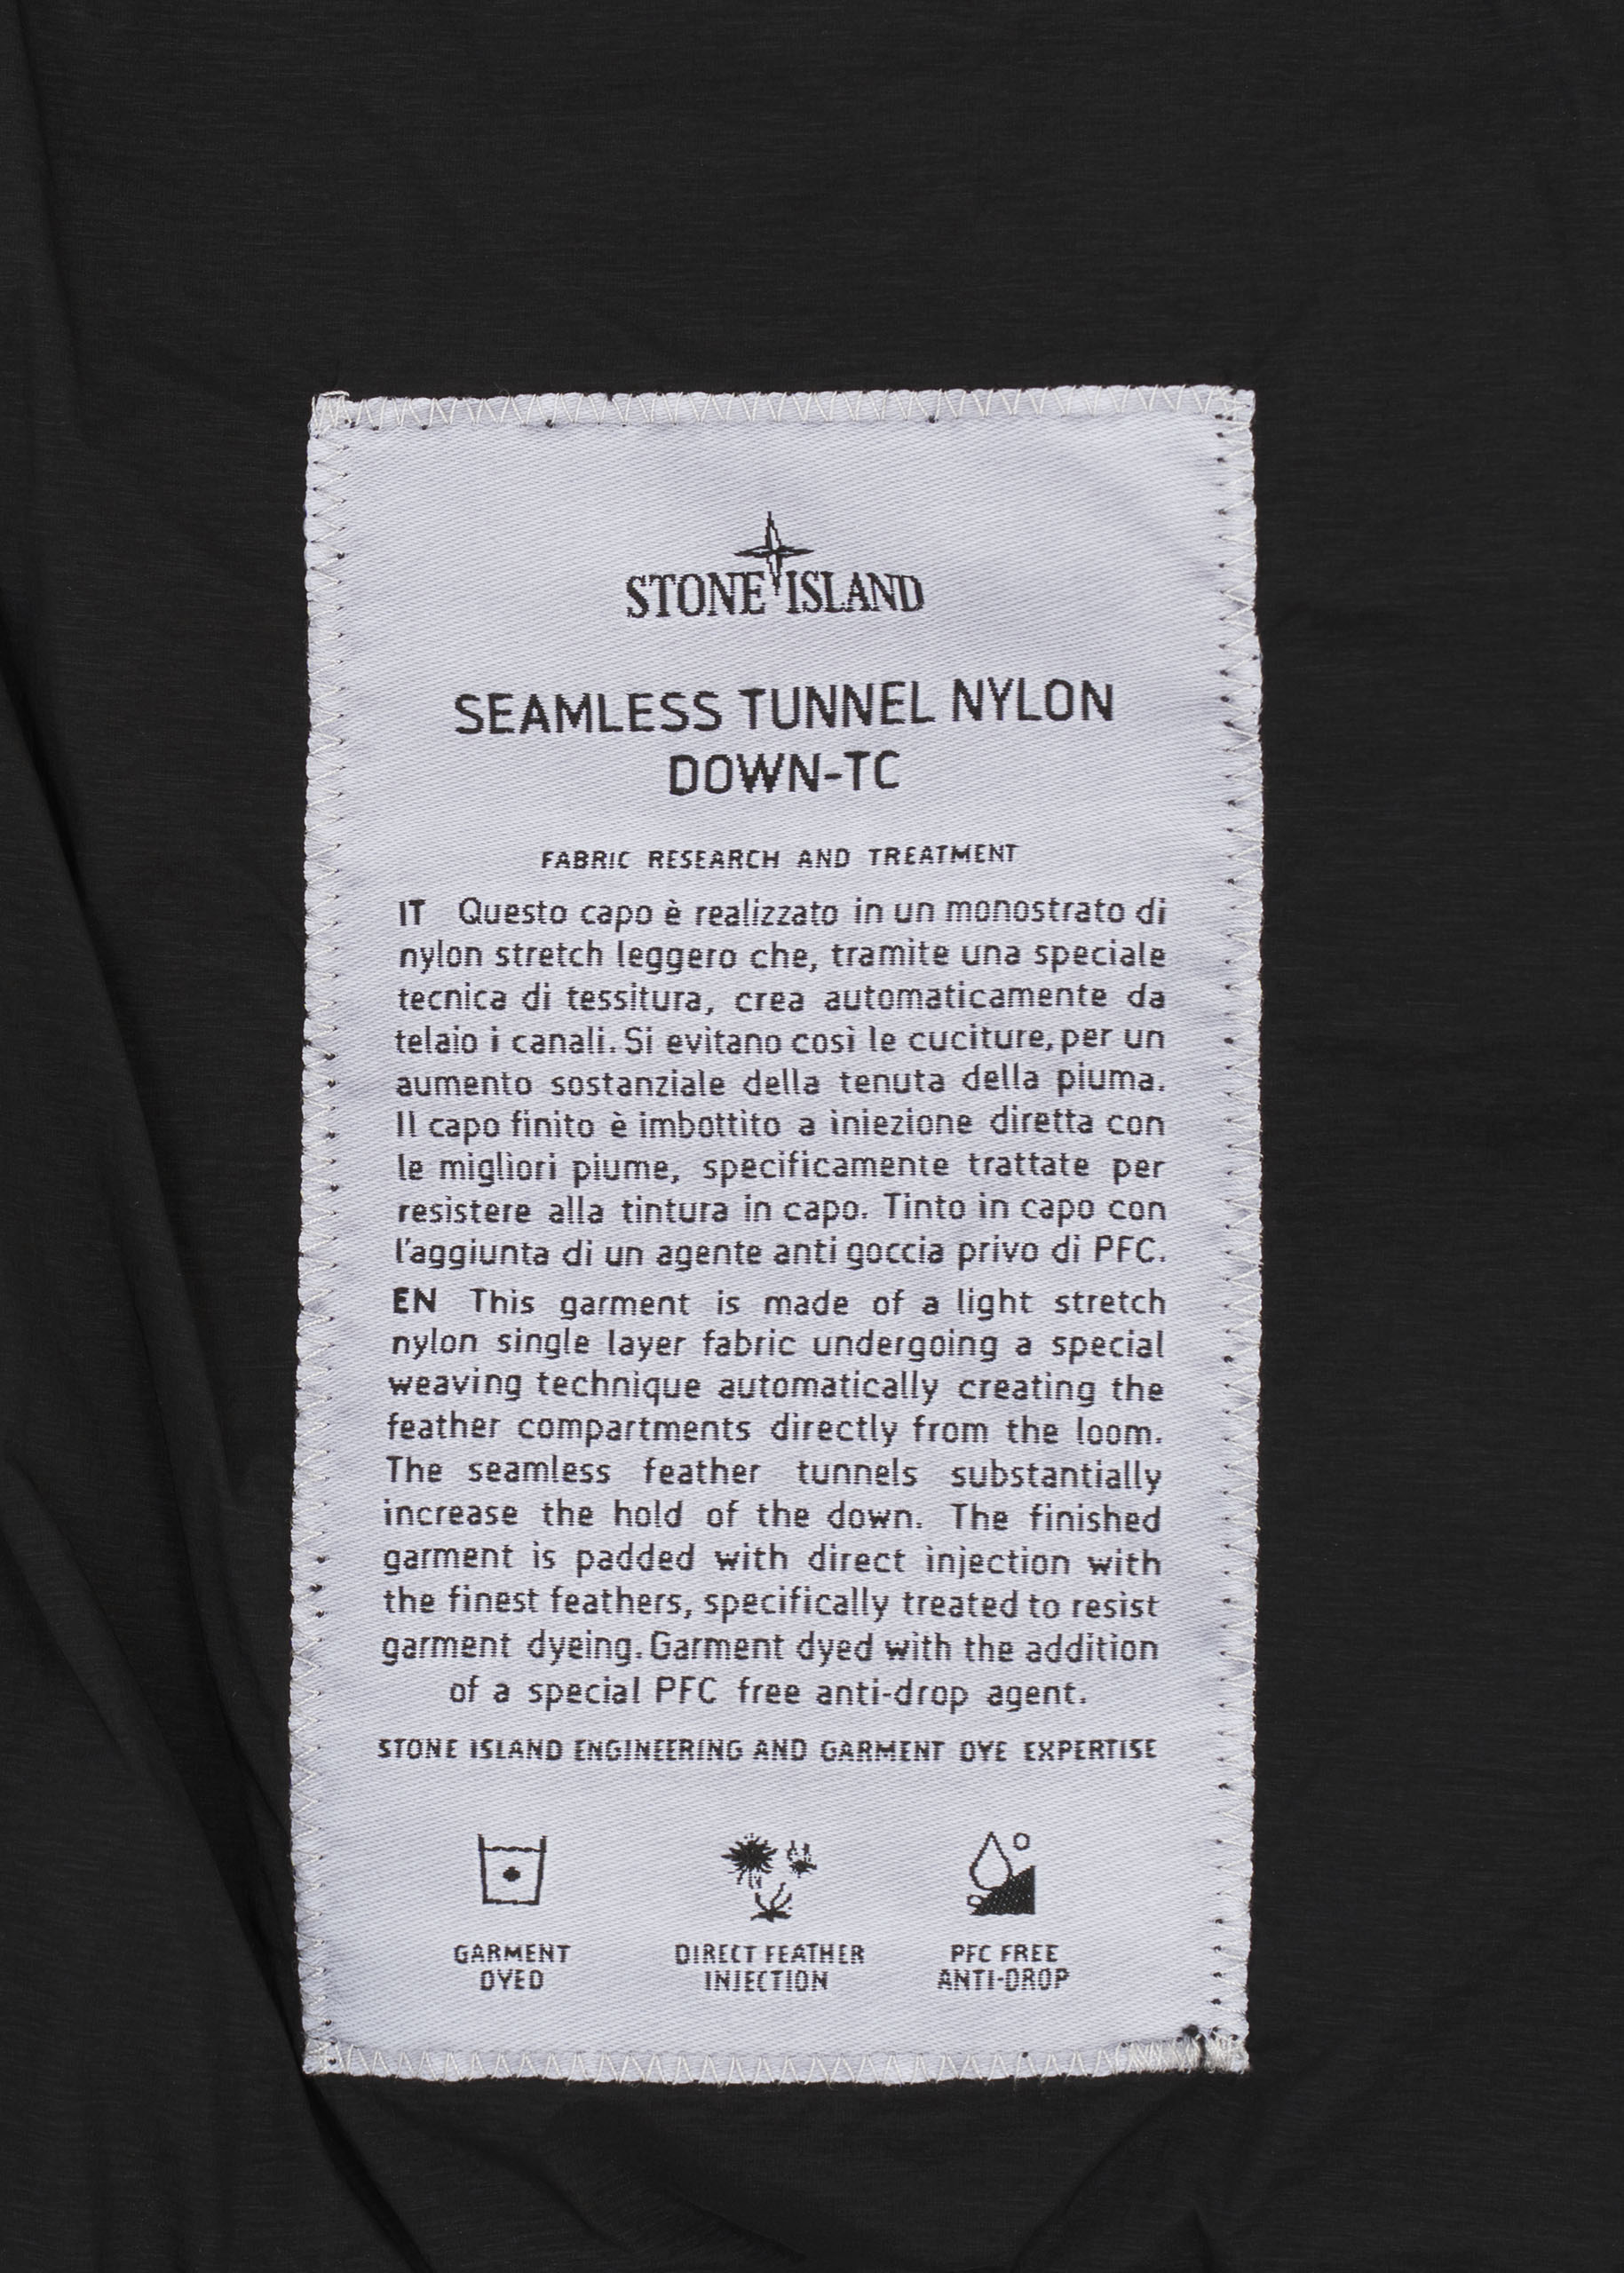 STONE ISLAND
SEAMLESS TUNNEL NYLON
DOWN-TC
FABRIC RESEARCH AND TREATMENT
IT Questo capo è realizzato in un monostrato di
nylon stretch leggero che, tramite una speciale
tecnica di tessitura, crea automaticamente da
telaio i canali. Si evitano così le cuciture, per un
aumento sostanziale della tenuta della piuma.
Il capo finito è imbottito a iniezione diretta con
le migliori piume, specificamente trattate per
resistere alla tintura in capo. Tinto in capo con
l'aggiunta di un agente anti goccia privo di PFC.
EN This garment is made of a light stretch
nylon single layer fabric undergoing a special
weaving technique automatically creating the
feather compartments directly from the loom.
The seamless feather tunnels substantially
increase the hold of the down. The finished
garment is padded with direct injection with
the finest feathers, specifically treated to resist
garment dyeing. Garment dyed with the addition
of a special PFC free anti-drop agent.
STONE ISLAND ENGINEERING AND GARMENT DYE EXPERTISE
GARMENT
DYED
DIRECT FEATHER
INJECTION
PFC FREE
ANTI-DROP